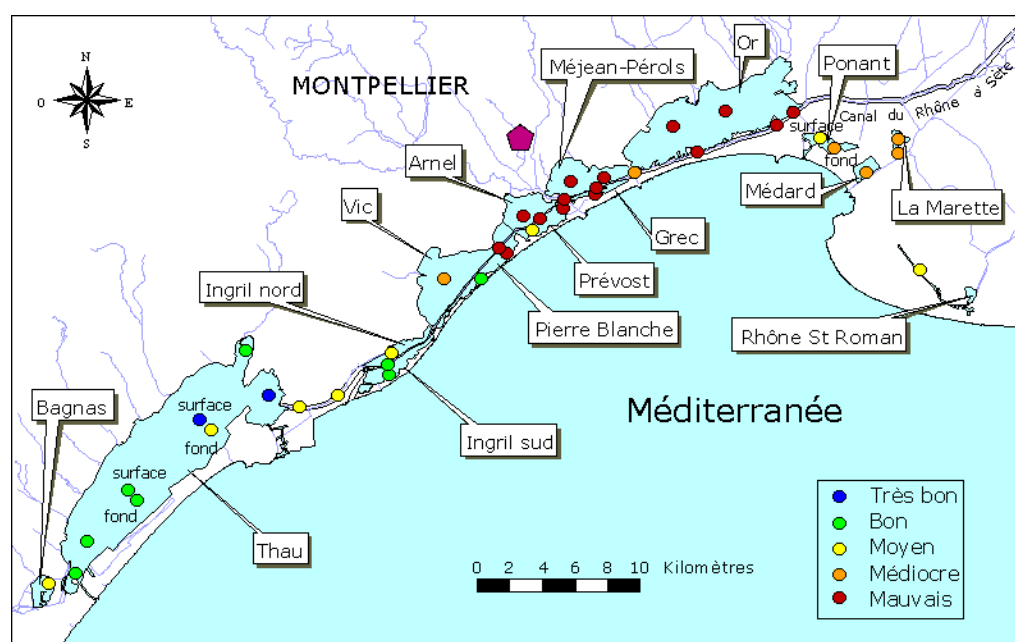 N
O
E
S
MONTPELLIER
Méjean-Pérols
Or
Ponant
Canal du Rhône à Sète
surface
fond
Arnel
Médard
La Marette
Vic
Grec
Prévost
Ingril nord
Pierre Blanche
Rhône St Roman
Bagnas
surface
fond
Ingril sud
Méditerranée
surface
fond
Thau
0 2 4 6 8 10 Kilomètres
Très bon
Bon
Moyen
Médiocre
Mauvais